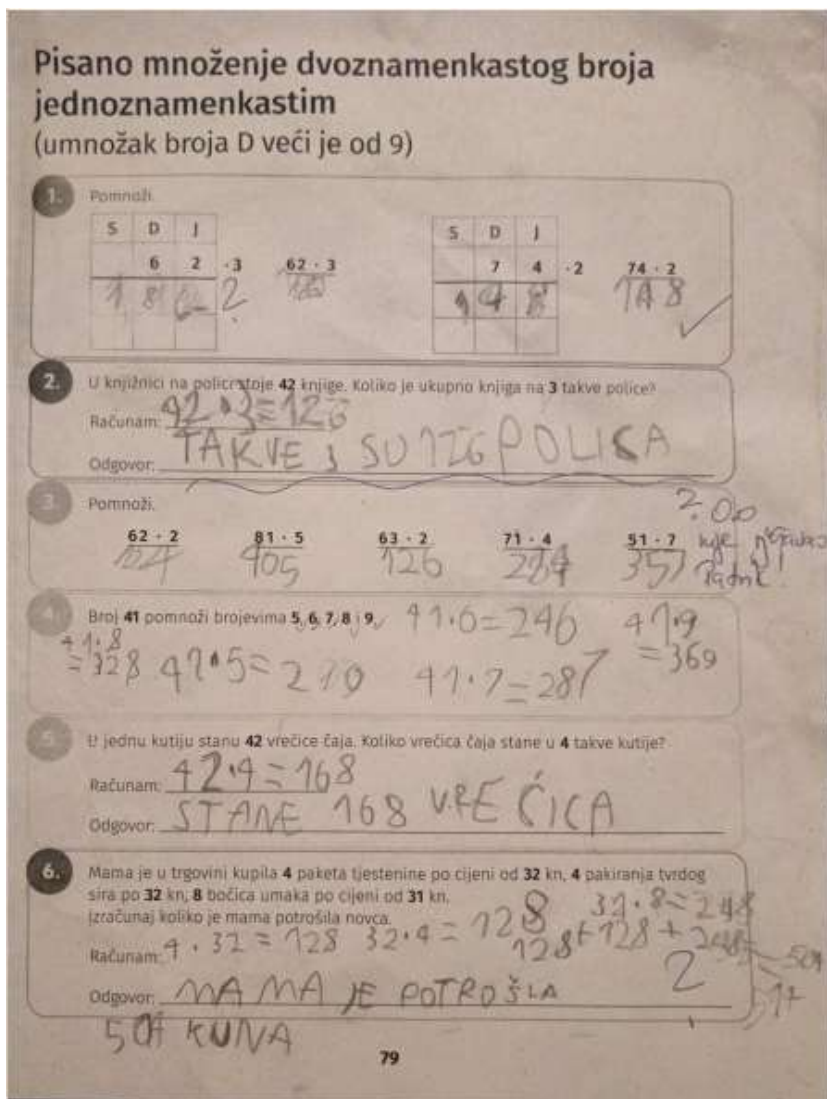 Pisano množenje dvoznamenkastog broja
jednoznamenkastim
(umnožak broja D veći je od 9)
1. Pomnoži.
S D J
6 2 · 3
62 · 3
S D J
7 4 · 2
1 4 8
74 · 2
148
2. U knjižnici na polici stoje 42 knjige. Koliko je ukupno knjiga na 3 takve police?
Računam: 42 · 3 = 126
Odgovor: TAKVE 3 SU 126 POLICA
3. Pomnoži.
62 · 2 81 · 5 63 · 2 71 · 4 51 · 7
124 405 126 284 357
4. Broj 41 pomnoži brojevima 5, 6, 7, 8 i 9. 41·6=246 41·9
41·8 =369
=328 41·5= 41·7=287
5. U jednu kutiju stanu 42 vrećice čaja. Koliko vrećica čaja stane u 4 takve kutije?
Računam: 42·4=168
Odgovor: STANE 168 VREĆICA
6. Mama je u trgovini kupila 4 paketa tjestenine po cijeni od 32 kn, 4 pakiranja tvrdog
sira po 32 kn, 8 bočica umaka po cijeni od 31 kn.
Izračunaj koliko je mama potrošila novca. 31·8=248
Računam: 4 · 32 = 128 32·4 = 128 128+128+248=
Odgovor: MAMA JE POTROŠLA
KUNA
79